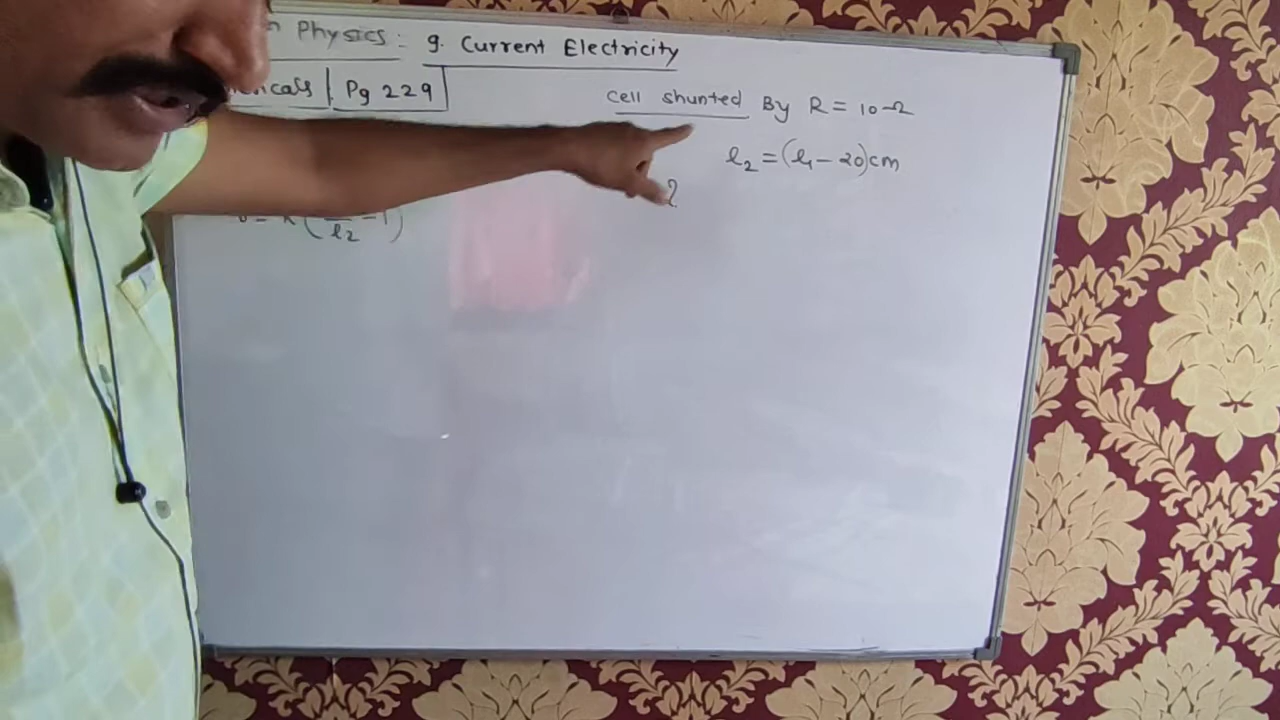 Physics: 9. Current Electricity
Pg 229
Cell shunted By R = 10 Ω
l₂ = (l₁ - 20)cm
?